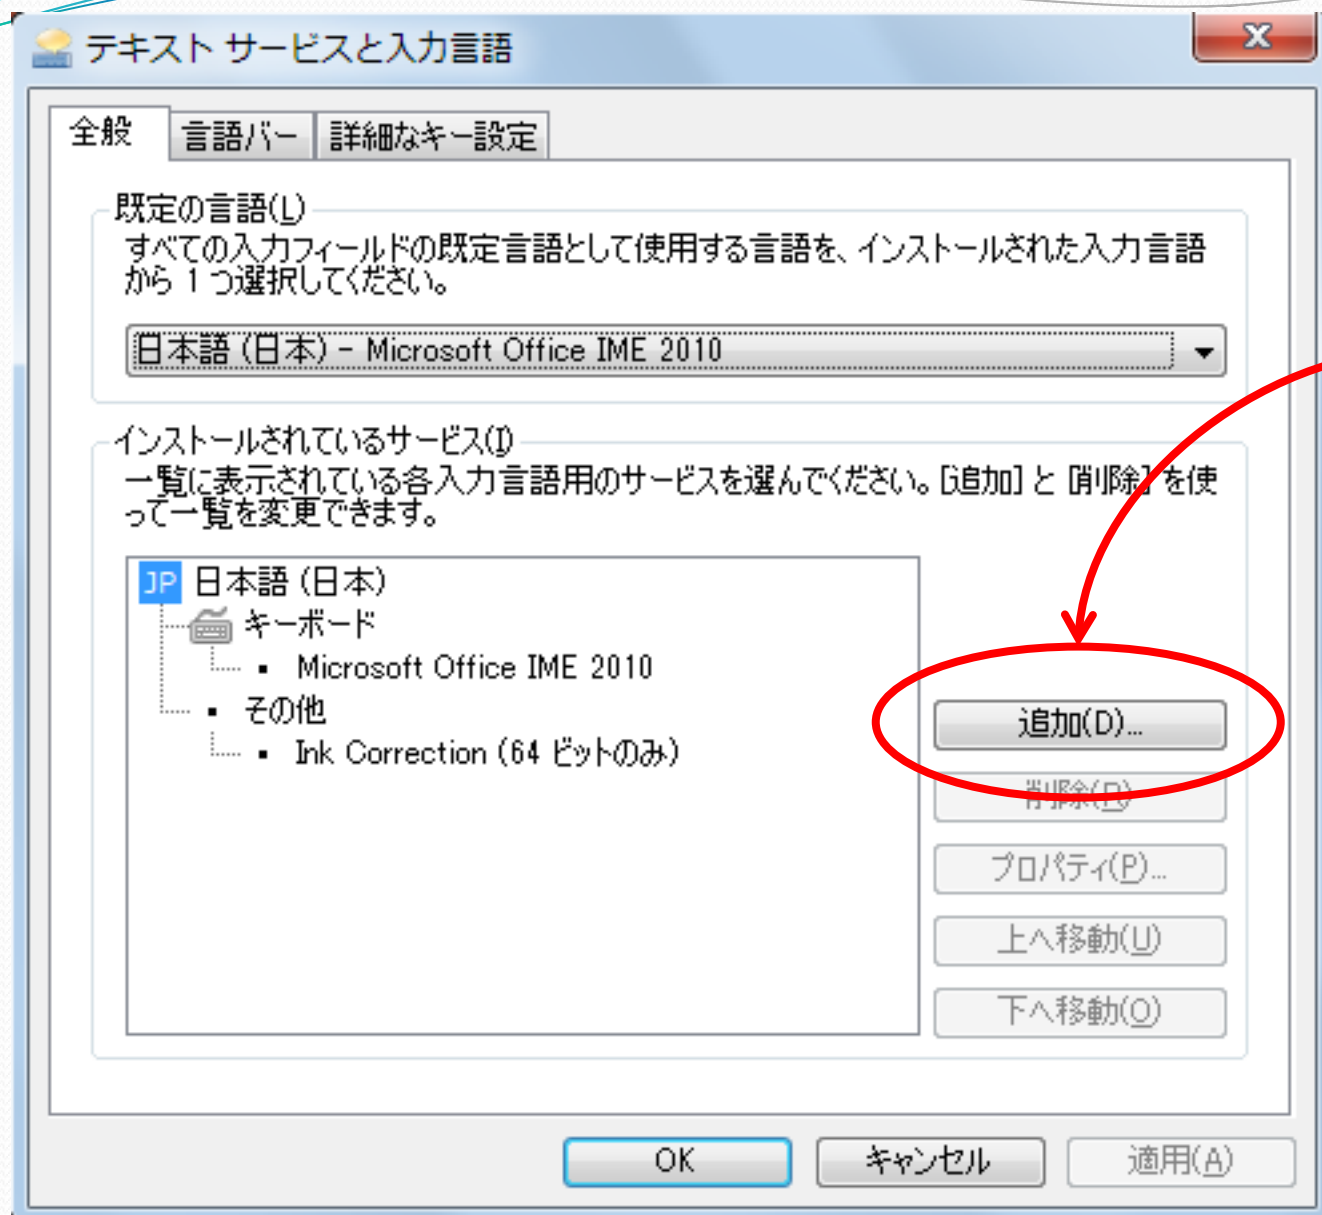 テキスト サービスと入力言語
x
全般
言語バー
詳細なキー設定
既定の言語(L)
すべての入力フィールドの既定言語として使用する言語を、インストールされた入力言語
から 1 つ選択してください。
日本語 (日本) - Microsoft Office IME 2010
インストールされているサービス(I)
一覧に表示されている各入力言語用のサービスを選んでください。[追加] と [削除] を使
って一覧を変更できます。
JP 日本語 (日本)
キーボード
▪ Microsoft Office IME 2010
▪ その他
▪ Ink Correction (64 ビットのみ)
追加(D)...
削除(R)
プロパティ(P)...
上へ移動(U)
下へ移動(O)
OK
キャンセル
適用(A)